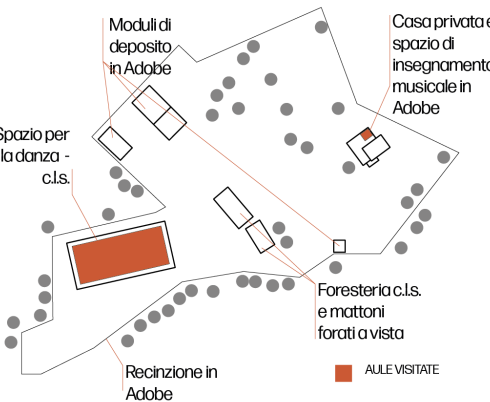 Moduli di
deposito
in Adobe
Casa privata e
spazio di
insegnamento
musicale in
Adobe
Spazio per
la danza -
c.l.s.
Foresteria c.l.s.
e mattoni
forati a vista
Recinzione in
Adobe
AULE VISITATE